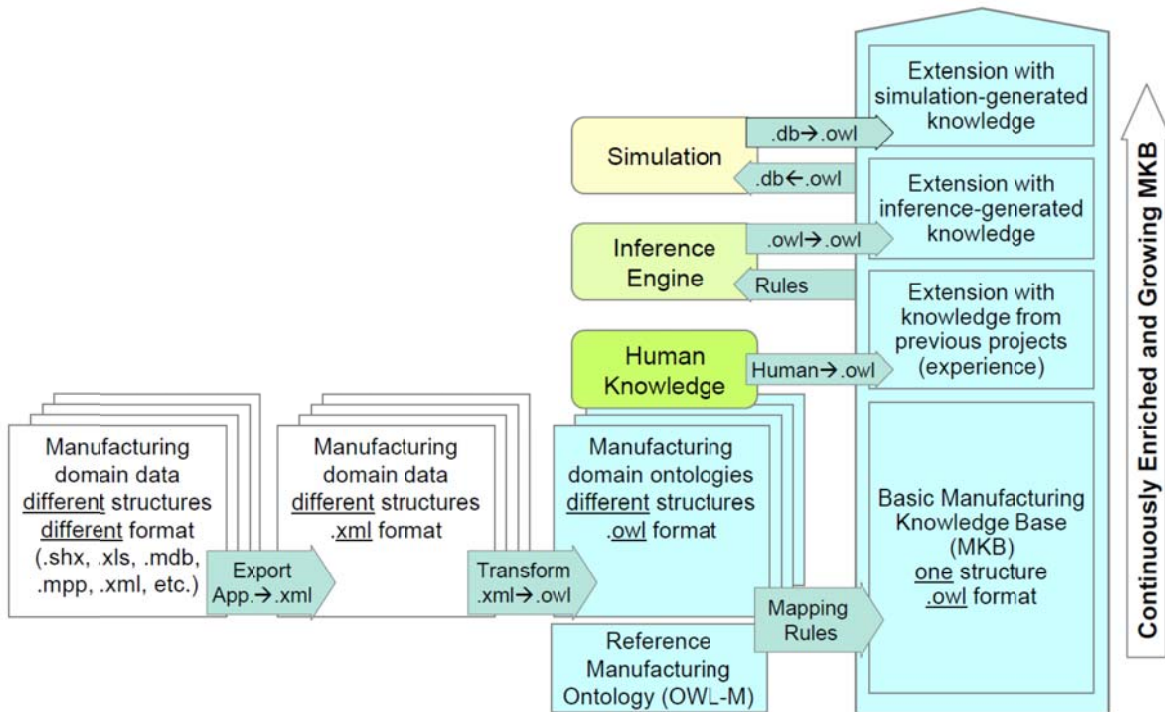 Extension with
simulation-generated
knowledge
.db→.owl
Simulation
.db←.owl
Extension with
inference-generated
knowledge
.owl→.owl
Inference
Engine
Rules
Extension with
knowledge from
previous projects
(experience)
Human
Knowledge
Human→.owl
Manufacturing
domain data
different structures
different format
(.shx, .xls, .mdb,
.mpp, .xml, etc.)
Export
App.→.xml
Manufacturing
domain data
different structures
.xml format
Transform
.xml→.owl
Manufacturing
domain ontologies
different structures
.owl format
Reference
Manufacturing
Ontology (OWL-M)
Mapping
Rules
Basic Manufacturing
Knowledge Base
(MKB)
one structure
.owl format
Continuously Enriched and Growing MKB